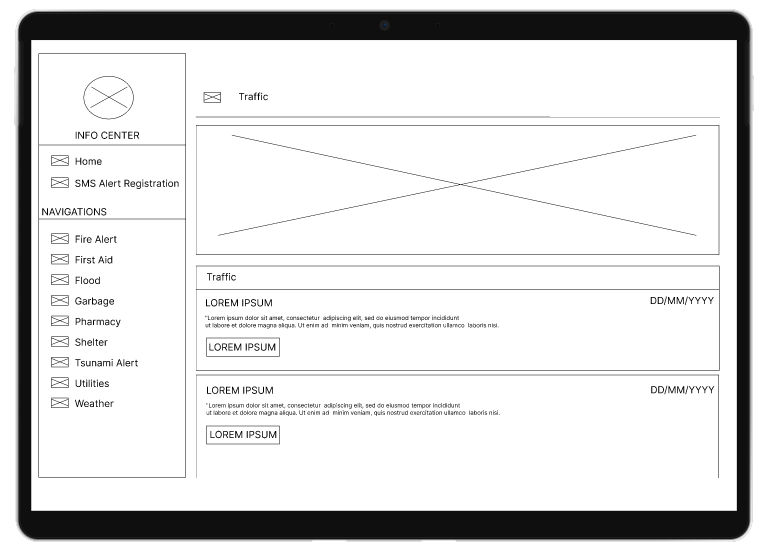 INFO CENTER
Home
SMS Alert Registration
NAVIGATIONS
Fire Alert
First Aid
Flood
Garbage
Pharmacy
Shelter
Tsunami Alert
Utilities
Weather
Traffic
Traffic
LOREM IPSUM
DD/MM/YYYY
"Lorem ipsum dolor sit amet, consectetur adipiscing elit, sed do eiusmod tempor incididunt
ut labore et dolore magna aliqua. Ut enim ad minim veniam, quis nostrud exercitation ullamco laboris nisi.
LOREM IPSUM
LOREM IPSUM
DD/MM/YYYY
"Lorem ipsum dolor sit amet, consectetur adipiscing elit, sed do eiusmod tempor incididunt
ut labore et dolore magna aliqua. Ut enim ad minim veniam, quis nostrud exercitation ullamco laboris nisi.
LOREM IPSUM